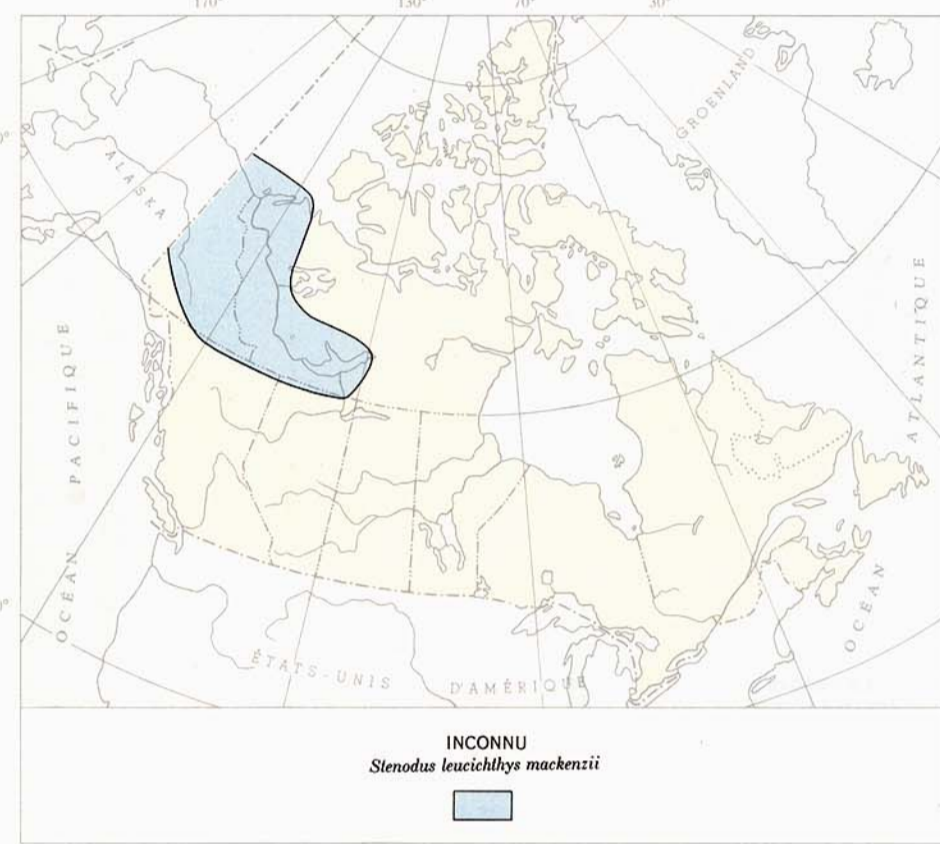 170°
130°
70°
30°
GROENLAND
ALASKA
OCÉAN PACIFIQUE
OCÉAN ATLANTIQUE
ÉTATS-UNIS D'AMÉRIQUE
INCONNU
Stenodus leucichthys mackenzii